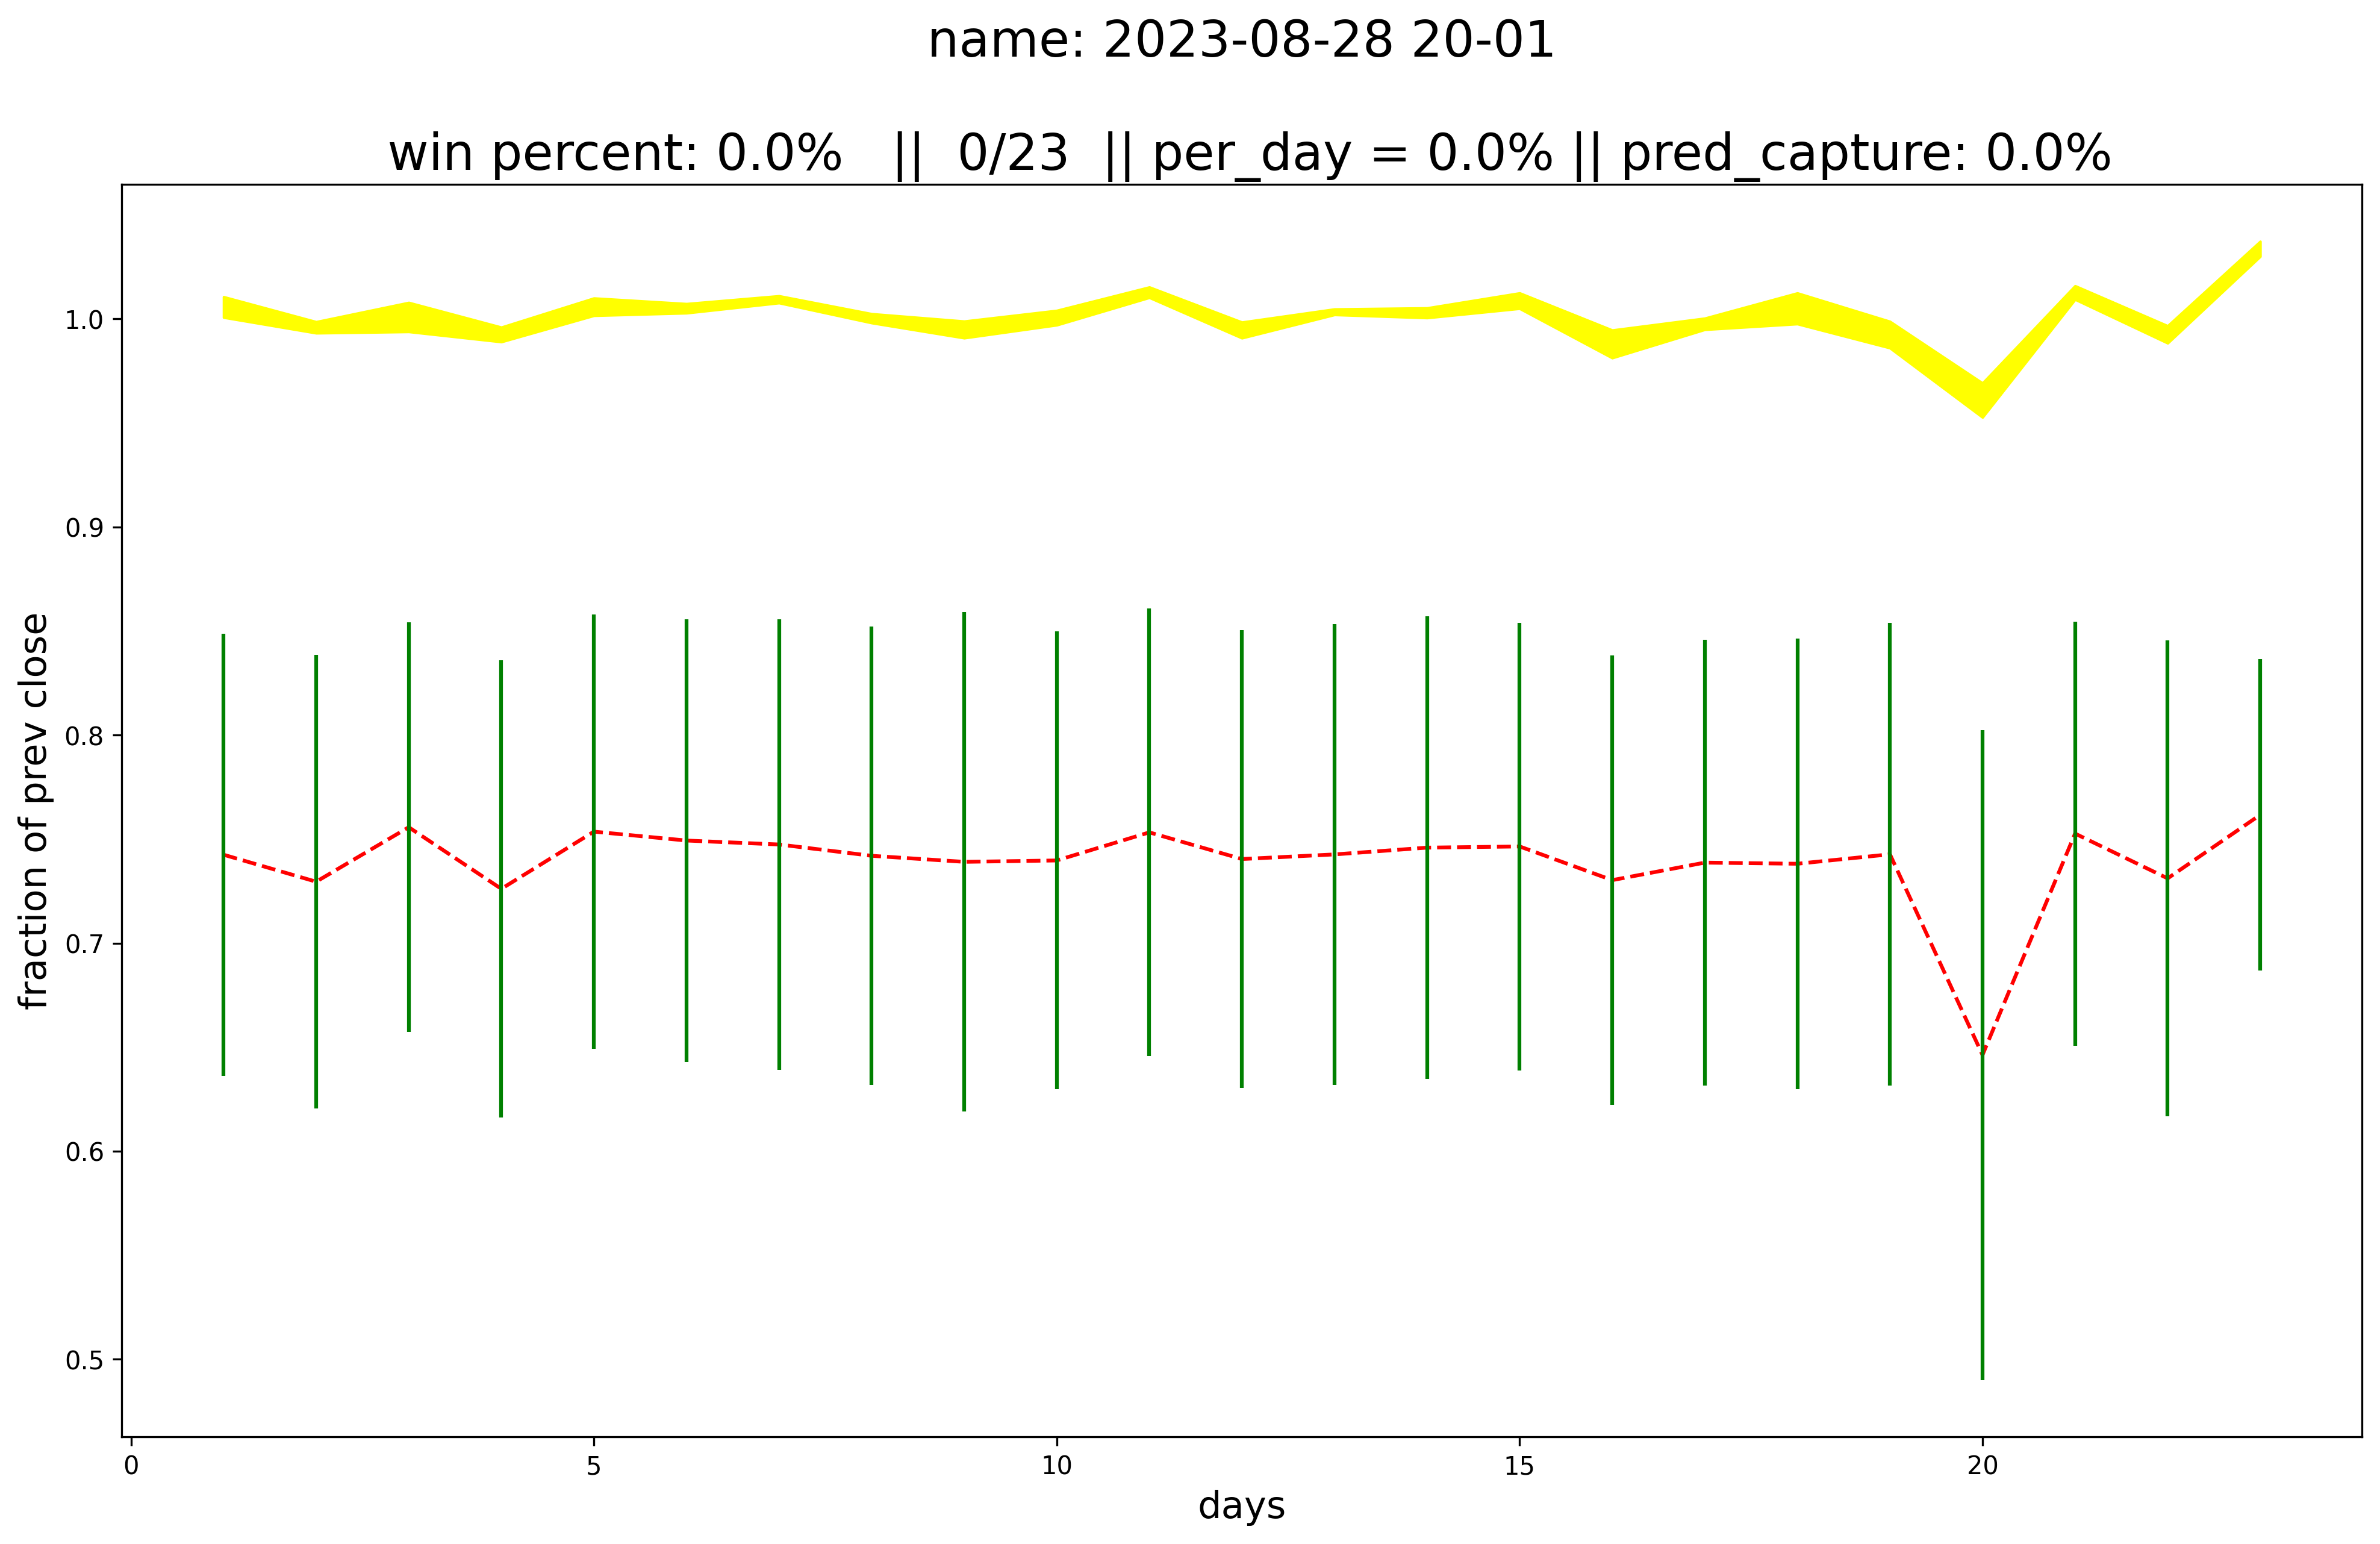 name: 2023-08-28 20-01
win percent: 0.0%   ||  0/23  || per_day = 0.0% || pred_capture: 0.0%
fraction of prev close
1.0
0.9
0.8
0.7
0.6
0.5
0 5 10 15 20
days